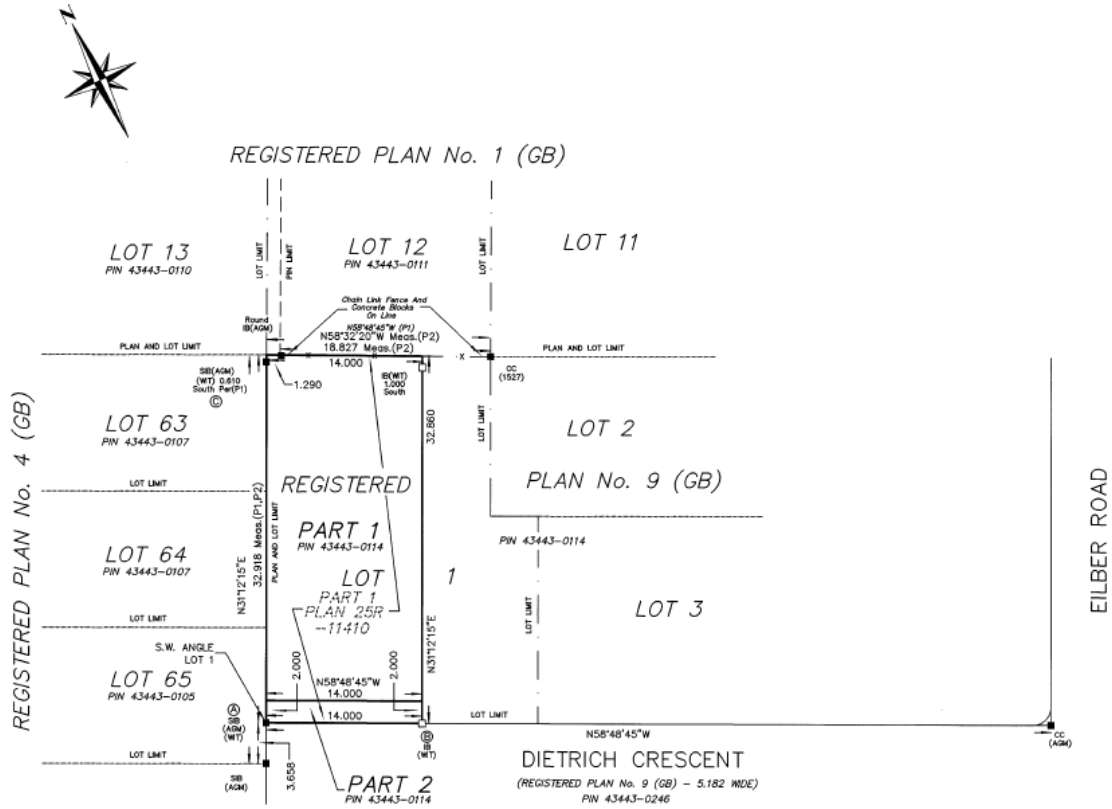 N
REGISTERED PLAN No. 1 (GB)
LOT 13
PIN 43443-0110
LOT LIMIT
PIN LIMIT
LOT 12
PIN 43443-0111
LOT LIMIT
LOT 11
Chain Link Fence And
Concrete Blocks
On Line
Round
IB(AGM)
N58°48'45"W (P1)
N58°32'20"W Meas.(P2)
18.827 Meas.(P2)
PLAN AND LOT LIMIT
14.000
x
PLAN AND LOT LIMIT
SIB(AGM)
(WIT) 0.610
South Per(P1)
Ⓒ
1.290
IB(WIT)
1.000
South
CC
(1527)
REGISTERED PLAN No. 4 (GB)
LOT 63
PIN 43443-0107
LOT LIMIT
32.860
LOT LIMIT
LOT 2
REGISTERED
PLAN No. 9 (GB)
N31°12'15"E
32.918 Meas.(P1,P2)
PLAN AND LOT LIMIT
PART 1
PIN 43443-0114
PIN 43443-0114
LOT 64
PIN 43443-0107
LOT LIMIT
LOT
1
PART 1
PLAN 25R
-11410
LOT LIMIT
LOT 3
EILBER ROAD
N31°12'15"E
S.W. ANGLE
LOT 1
LOT 65
PIN 43443-0105
2.000
2.000
N58°48'45"W
14.000
14.000
LOT LIMIT
Ⓐ
SIB
(AGM)
(WIT)
Ⓑ
IB
(WIT)
N58°48'45"W
CC
(AGM)
LOT LIMIT
DIETRICH CRESCENT
(REGISTERED PLAN No. 9 (GB) - 5.182 WIDE)
PIN 43443-0246
SIB
(AGM)
3.658
PART 2
PIN 43443-0114